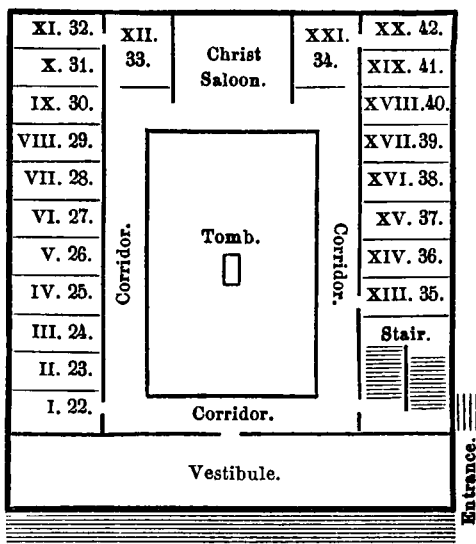 XI. 32.
X. 31.
IX. 30.
VIII. 29.
VII. 28.
VI. 27.
V. 26.
IV. 25.
III. 24.
II. 23.
I. 22.
XII.
33.
Christ
Saloon.
XXI.
34.
XX. 42.
XIX. 41.
XVIII.40.
XVII.39.
XVI. 38.
XV. 37.
XIV. 36.
XIII. 35.
Stair.
Corridor.
Tomb.
Corridor.
Corridor.
Vestibule.
Entrance.